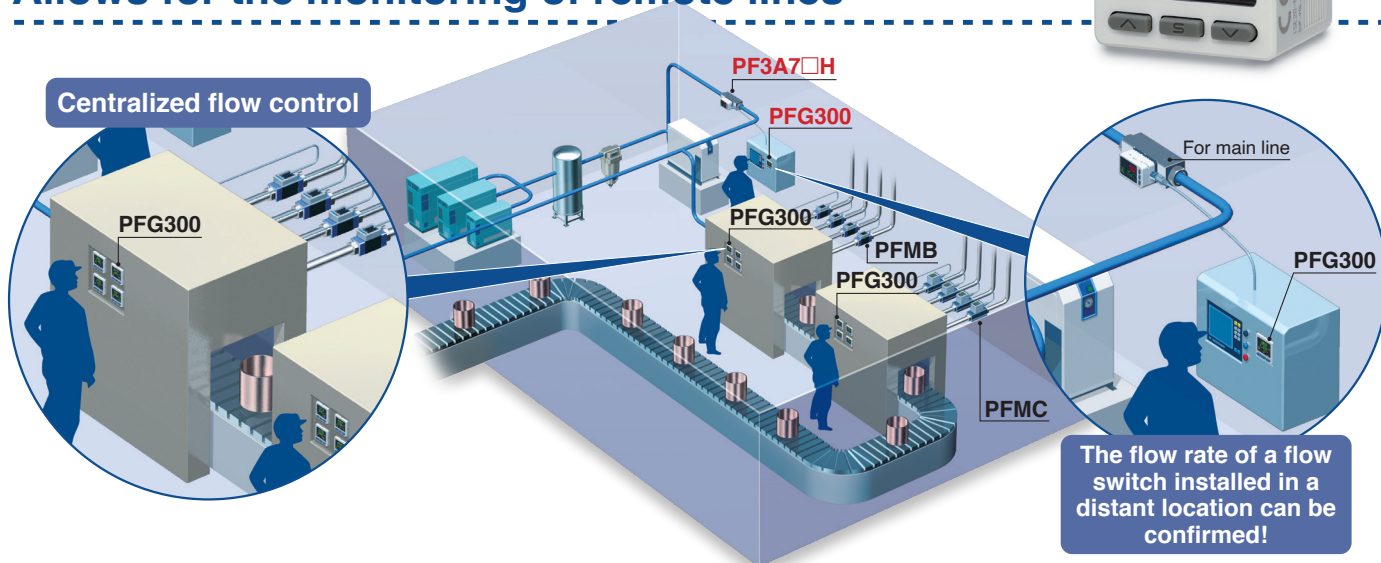 Allows for the monitoring of remote lines
Centralized flow control
PFG300
PF3A7□H
PFG300
PFG300
PFMB
PFG300
PFMC
For main line
PFG300
The flow rate of a flow
switch installed in a
distant location can be
confirmed!
S